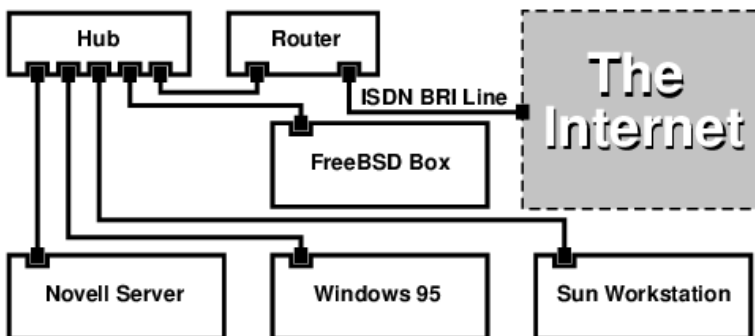 Hub
Router
The
Internet
ISDN BRI Line
FreeBSD Box
Novell Server
Windows 95
Sun Workstation